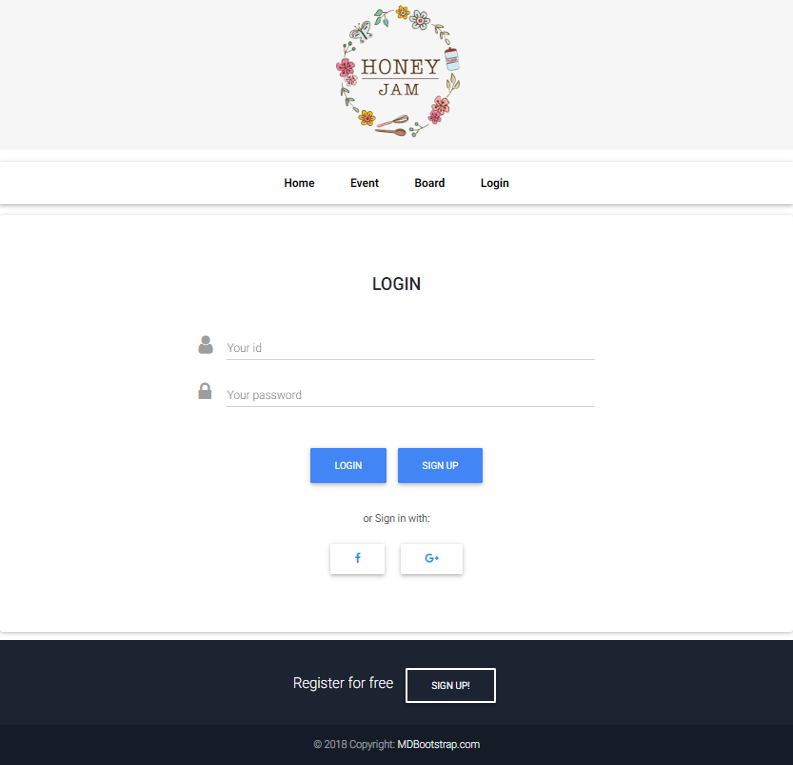 HONEY
JAM
Home Event Board Login
LOGIN
Your id
Your password
LOGIN SIGN UP
or Sign in with:
f G+
Register for free SIGN UP!
© 2018 Copyright: MDBootstrap.com